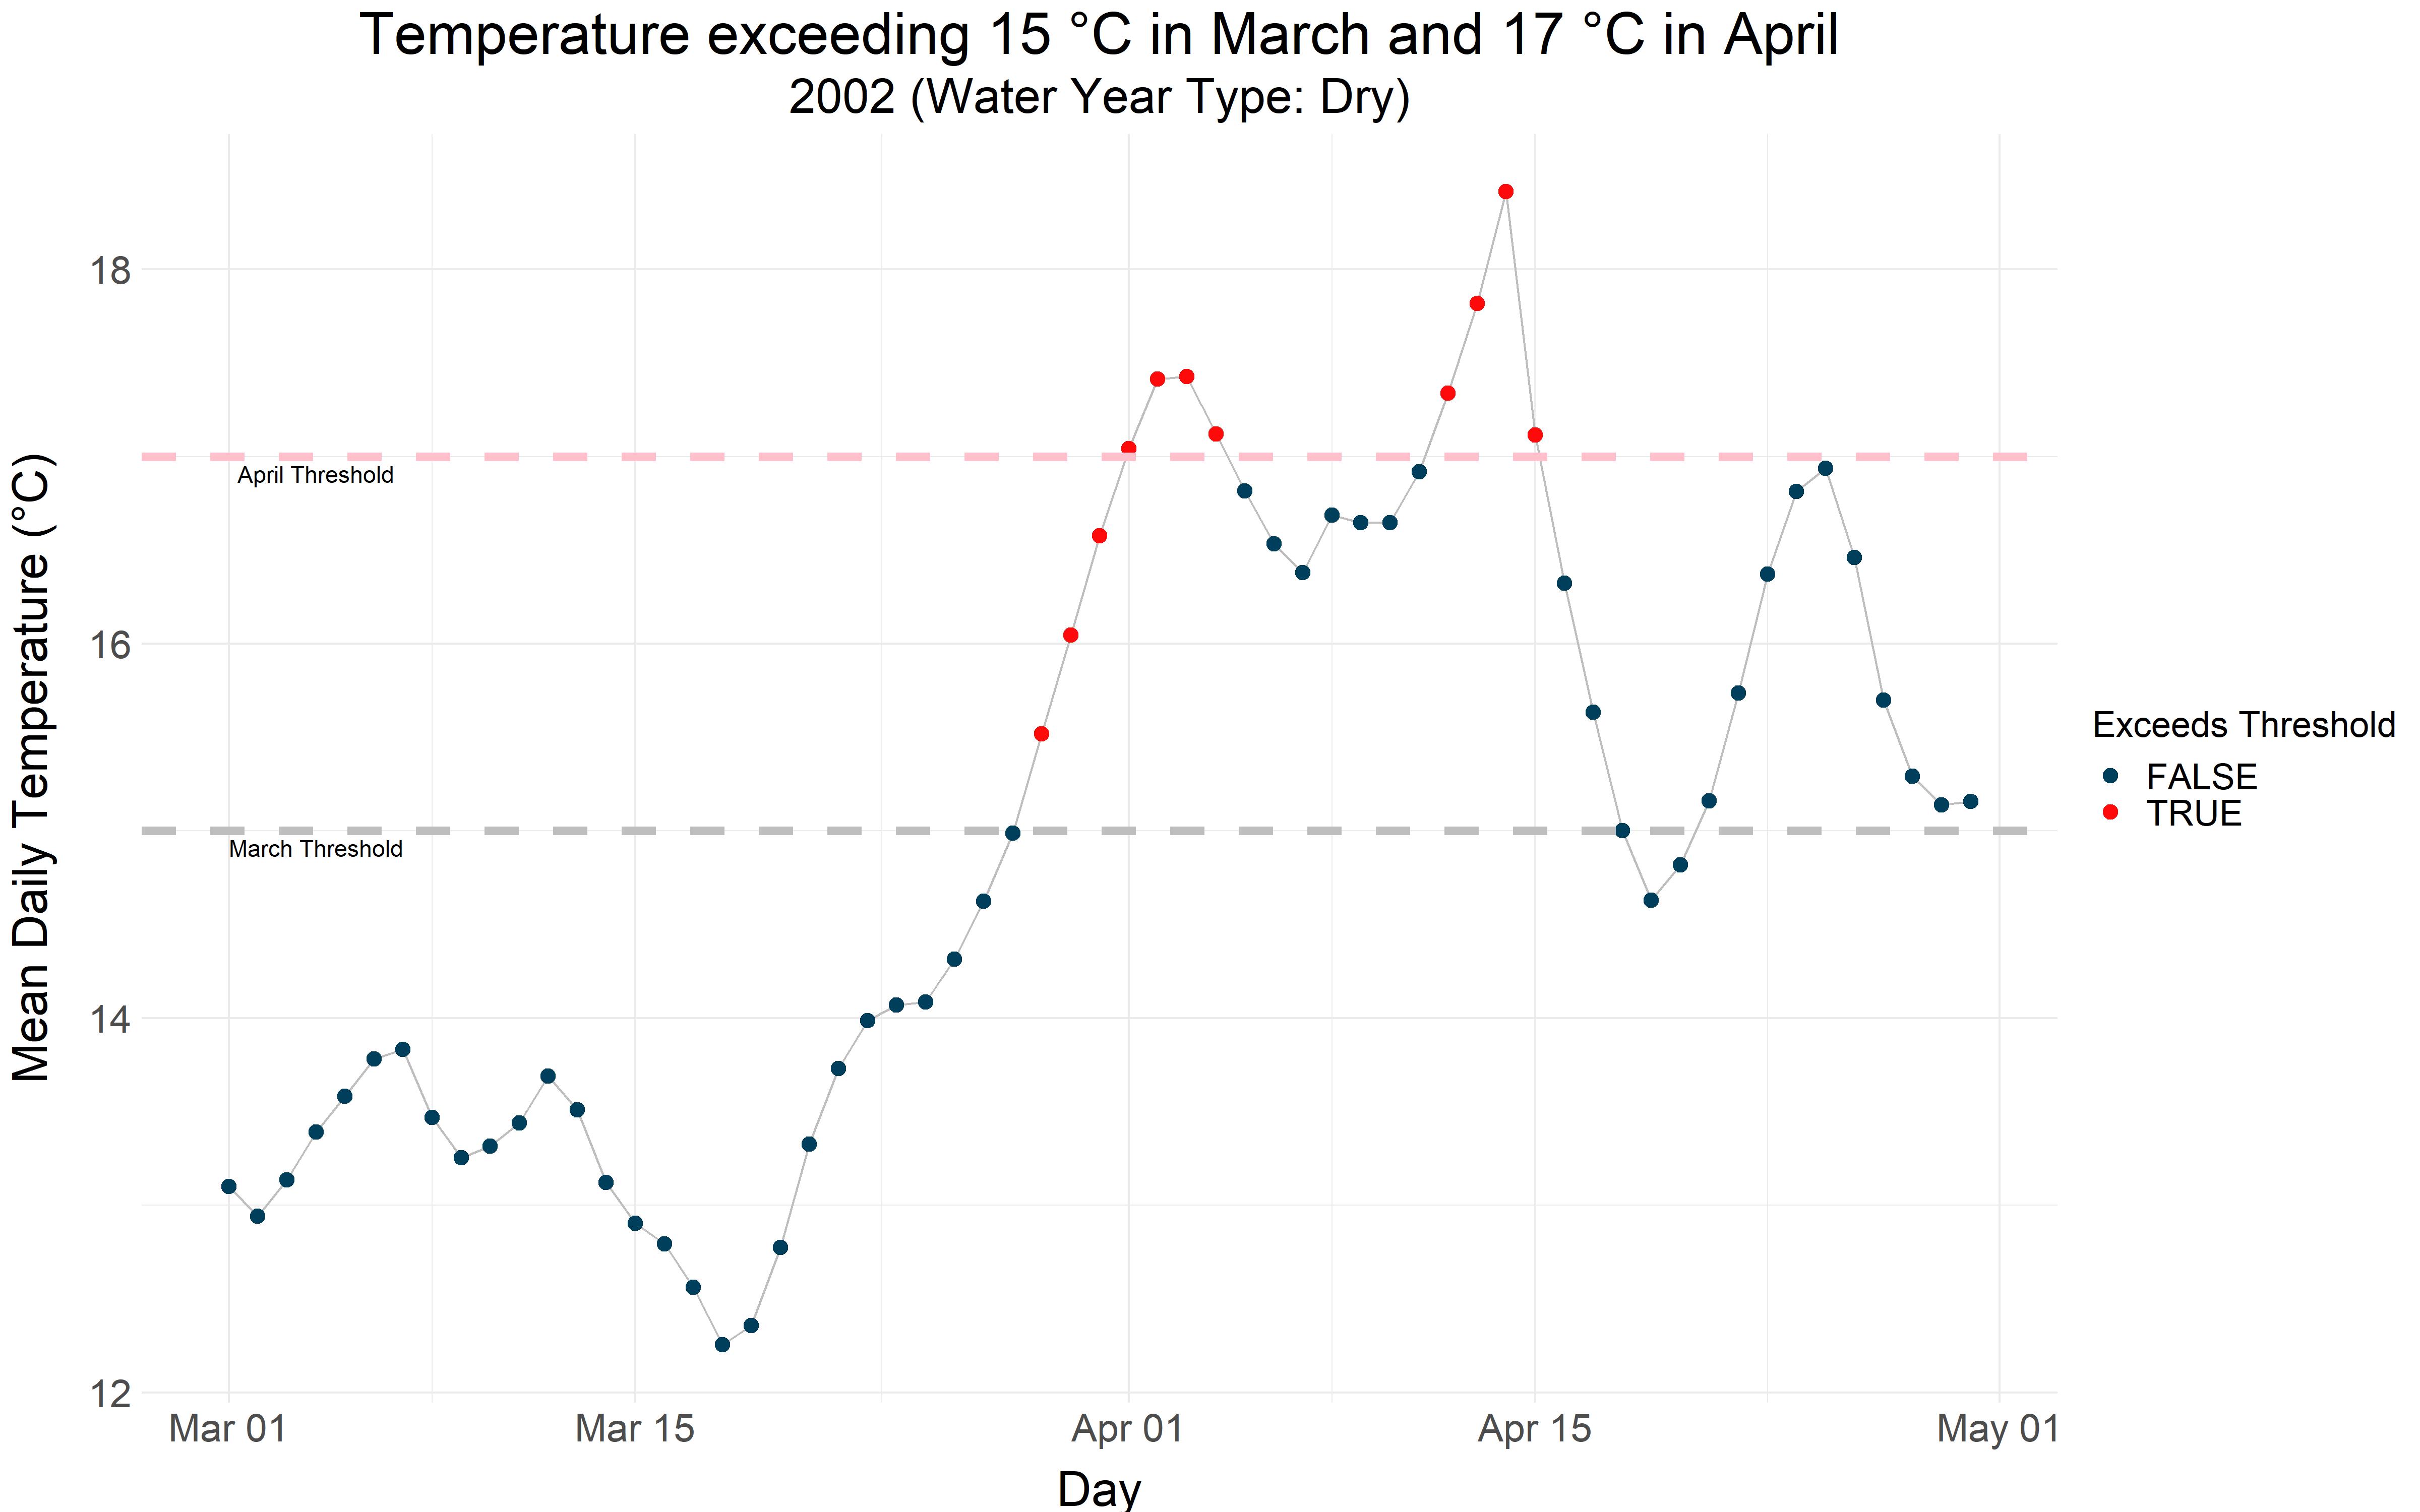 Temperature exceeding 15 °C in March and 17 °C in April
2002 (Water Year Type: Dry)
Mean Daily Temperature (°C)
18
16
14
12
April Threshold
March Threshold
Exceeds Threshold
FALSE
TRUE
Mar 01
Mar 15
Apr 01
Apr 15
May 01
Day